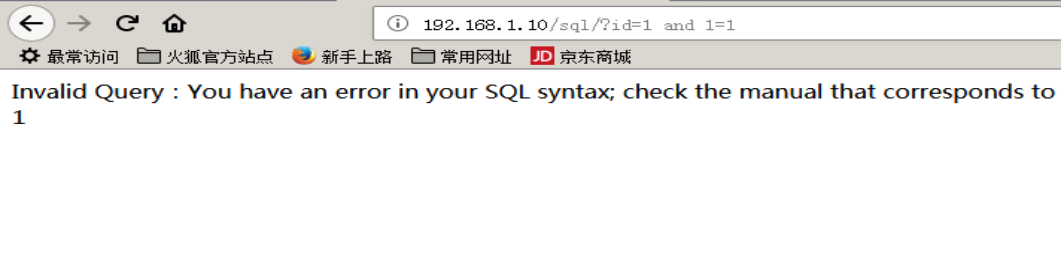 192.168.1.10/sql/?id=1 and 1=1
最常访问 火狐官方站点 新手上路 常用网址 JD 京东商城
Invalid Query : You have an error in your SQL syntax; check the manual that corresponds to
1